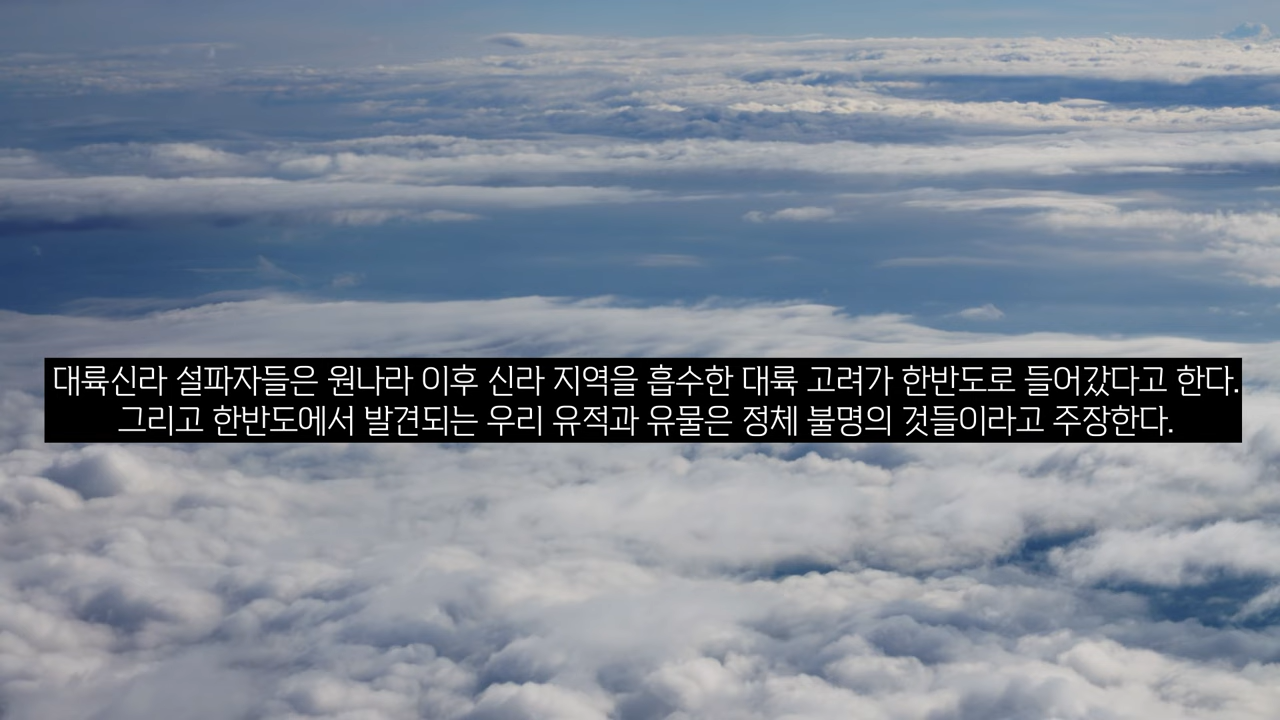 대륙신라 설파자들은 원나라 이후 신라 지역을 흡수한 대륙 고려가 한반도로 들어갔다고 한다.
그리고 한반도에서 발견되는 우리 유적과 유물은 정체 불명의 것들이라고 주장한다.